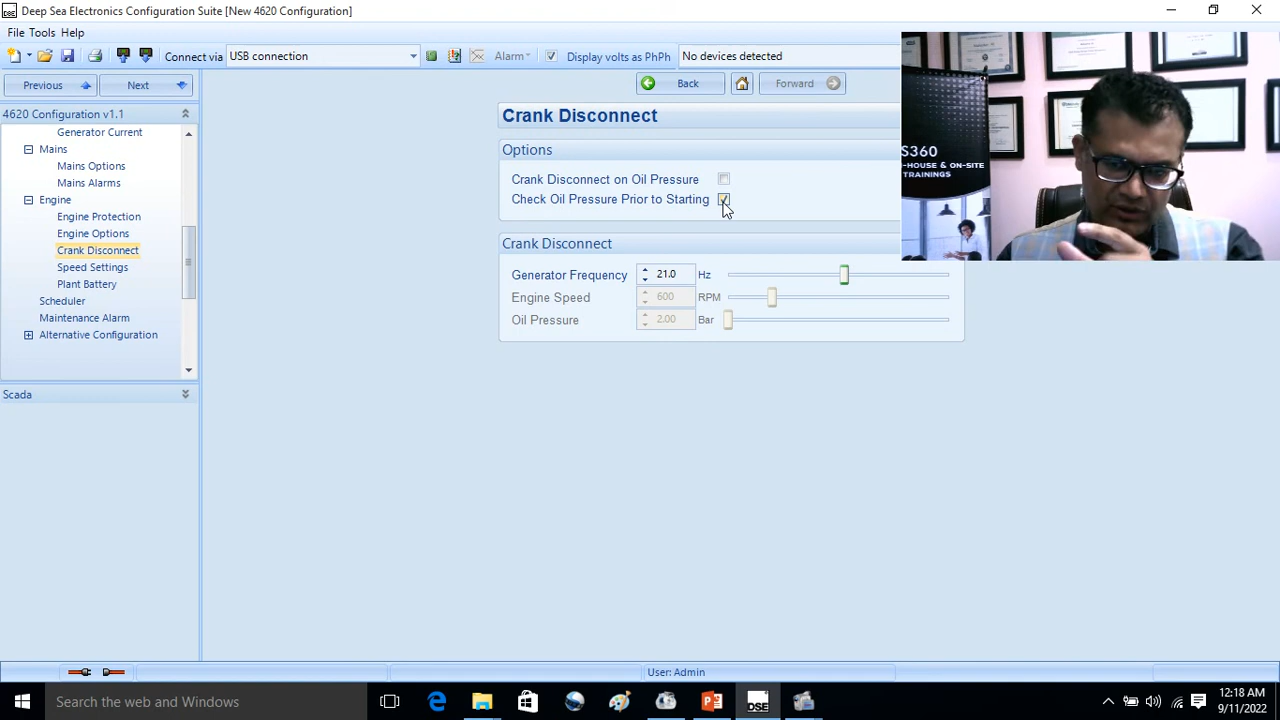 Deep Sea Electronics Configuration Suite [New 4620 Configuration]
File Tools Help
Connect via USB connection
Alarm
Display volts as
No devices detected
Previous
Next
Back
Forward
4620 Configuration v1.1
Generator Current
Mains
Mains Options
Mains Alarms
Engine
Engine Protection
Engine Options
Crank Disconnect
Speed Settings
Plant Battery
Scheduler
Maintenance Alarm
Alternative Configuration
Scada
Crank Disconnect
Options
Crank Disconnect on Oil Pressure
Check Oil Pressure Prior to Starting
Crank Disconnect
Generator Frequency 21.0 Hz
Engine Speed 600 RPM
Oil Pressure 2.00 Bar
S360
-HOUSE & ON-SITE
TRAININGS
User: Admin
Search the web and Windows
DSE
12:18 AM
9/11/2022